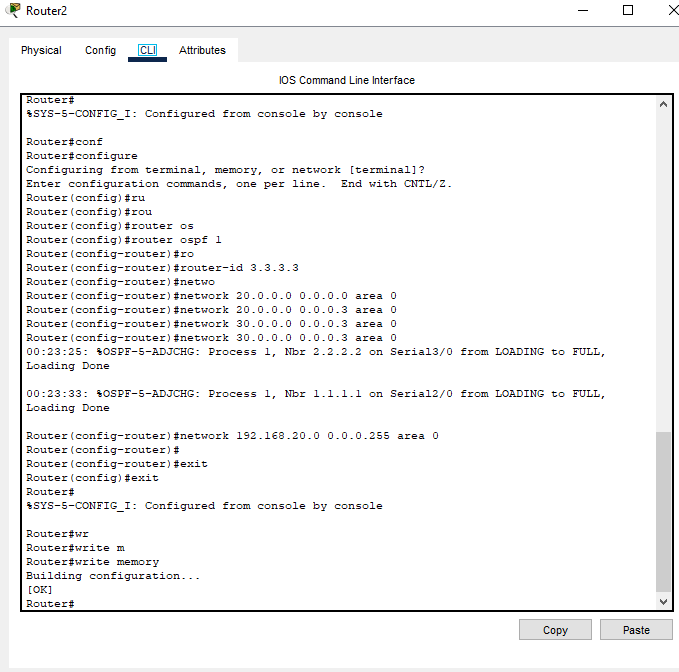 Router2
Physical Config CLI Attributes
IOS Command Line Interface
Router#
%SYS-5-CONFIG_I: Configured from console by console
Router#conf
Router#configure
Configuring from terminal, memory, or network [terminal]?
Enter configuration commands, one per line.  End with CNTL/Z.
Router(config)#ru
Router(config)#rou
Router(config)#router os
Router(config)#router ospf 1
Router(config-router)#ro
Router(config-router)#router-id 3.3.3.3
Router(config-router)#netwo
Router(config-router)#network 20.0.0.0 0.0.0.0 area 0
Router(config-router)#network 20.0.0.0 0.0.0.3 area 0
Router(config-router)#network 30.0.0.0 0.0.0.3 area 0
Router(config-router)#network 30.0.0.0 0.0.0.3 area 0
00:23:25: %OSPF-5-ADJCHG: Process 1, Nbr 2.2.2.2 on Serial3/0 from LOADING to FULL,
Loading Done
00:23:33: %OSPF-5-ADJCHG: Process 1, Nbr 1.1.1.1 on Serial2/0 from LOADING to FULL,
Loading Done
Router(config-router)#network 192.168.20.0 0.0.0.255 area 0
Router(config-router)#
Router(config-router)#exit
Router(config)#exit
Router#
%SYS-5-CONFIG_I: Configured from console by console
Router#wr
Router#write m
Router#write memory
Building configuration...
[OK]
Router#
Copy Paste